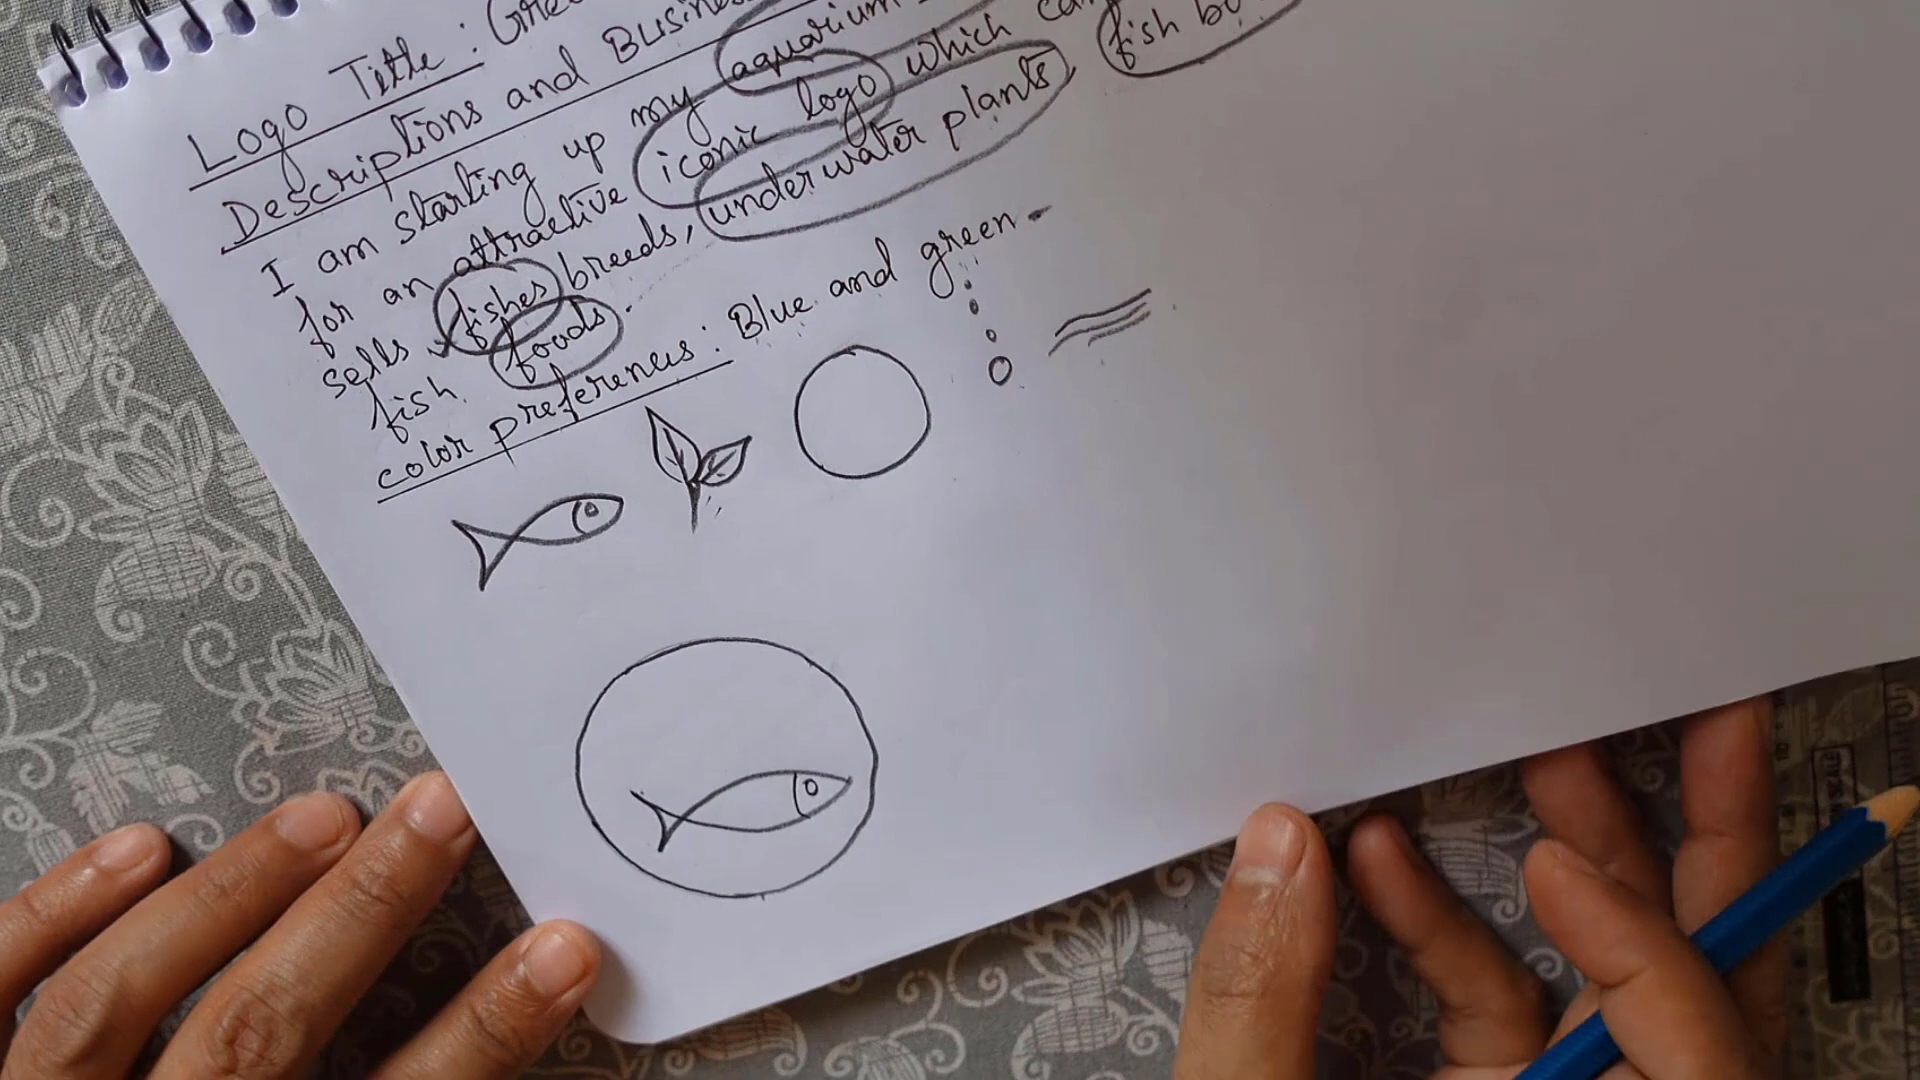 Logo Title :
Descriptions and
I am starting up my aquarium
for an attractive iconic logo which
sells fishes breeds, underwater plants, fish
fish foods.
color preferences : Blue and green
SCALE